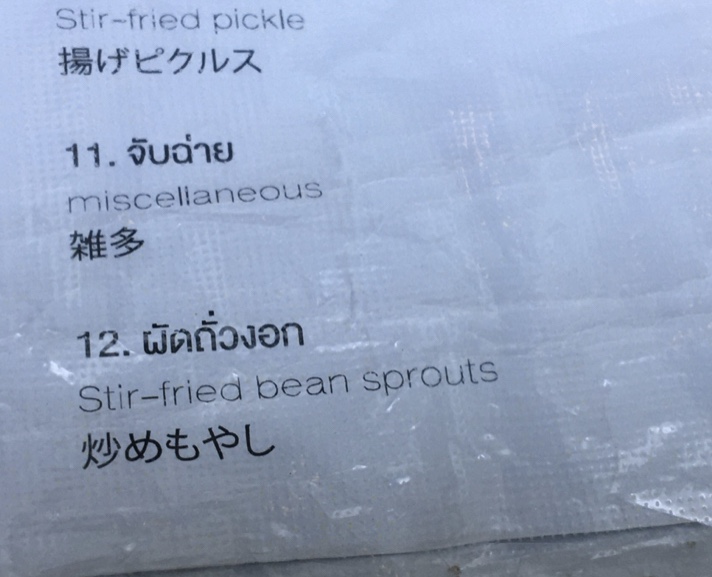 Stir-fried pickle
揚げピクルス
11. จับฉ่าย
miscellaneous
雑多
12. ผัดถั่วงอก
Stir-fried bean sprouts
炒めもやし